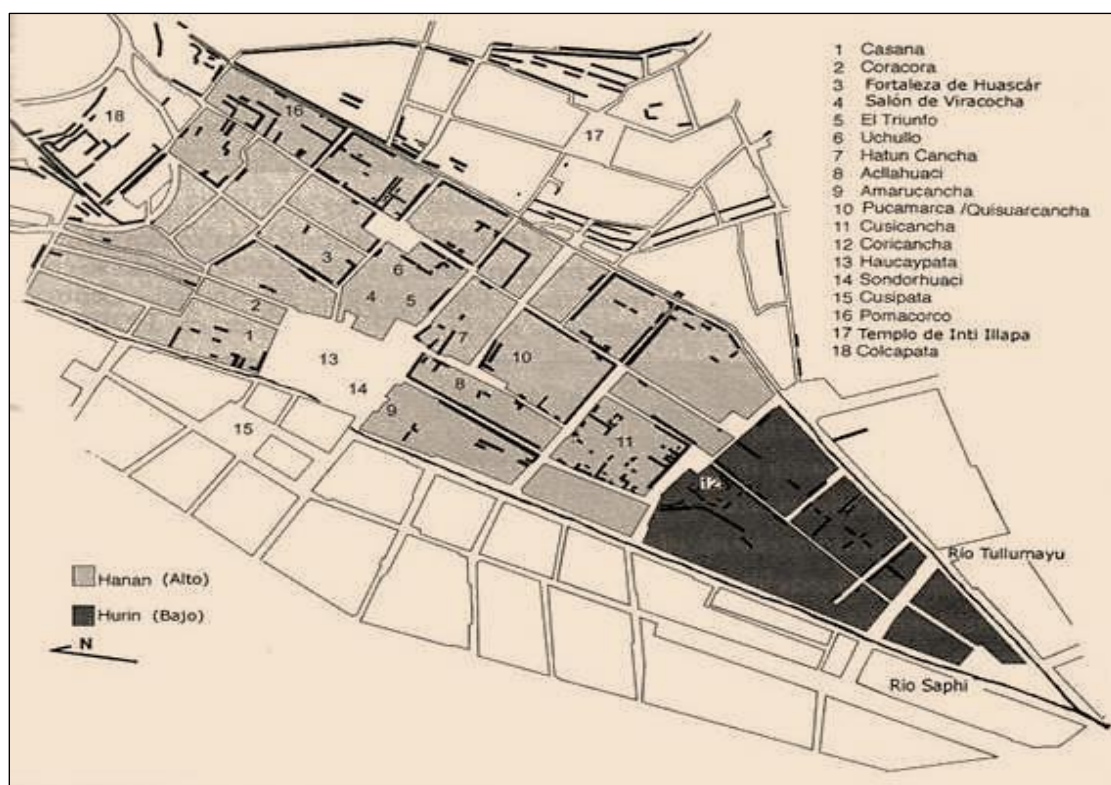 1 Casana
2 Coracora
3 Fortaleza de Huascár
4 Salón de Viracocha
5 El Triunfo
6 Uchullo
7 Hatun Cancha
8 Acllahuaci
9 Amarucancha
10 Pucamarca /Quisuarcancha
11 Cusicancha
12 Coricancha
13 Haucaypata
14 Sondorhuaci
15 Cusipata
16 Pomacorco
17 Templo de Inti Illapa
18 Colcapata
16
18
17
3
6
2
4
5
1
7
13
10
8
14
9
15
11
12
Río Tullumayu
Hanan (Alto)
Hurin (Bajo)
N
Río Saphi